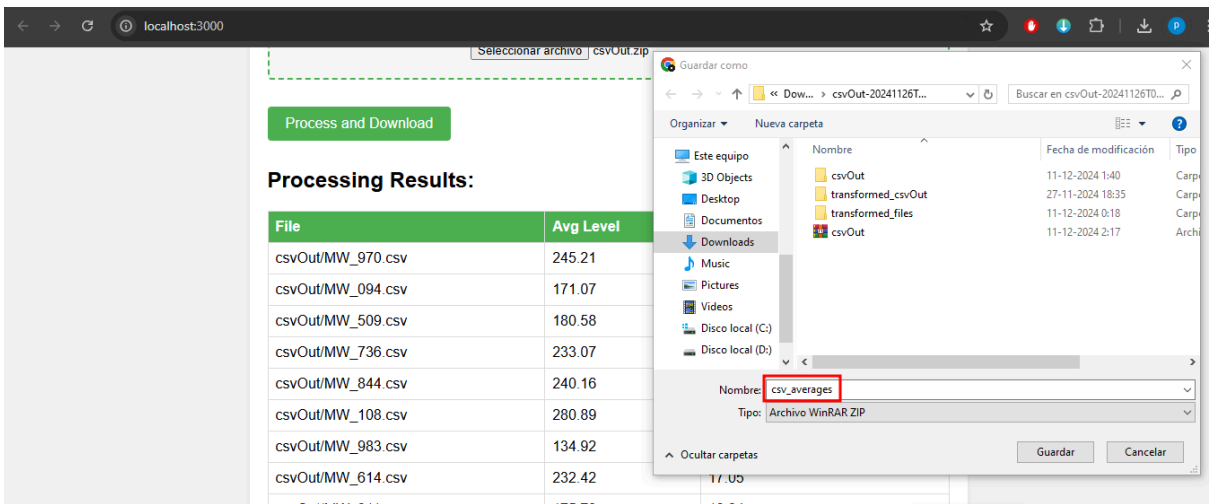 localhost:3000
P
Seleccionar archivo csvOut.zip
Process and Download
Processing Results:
File Avg Level
csvOut/MW_970.csv 245.21
csvOut/MW_094.csv 171.07
csvOut/MW_509.csv 180.58
csvOut/MW_736.csv 233.07
csvOut/MW_844.csv 240.16
csvOut/MW_108.csv 280.89
csvOut/MW_983.csv 134.92
csvOut/MW_614.csv 232.42 17.05
Guardar como
« Dow... › csvOut-20241126T...
Buscar en csvOut-20241126T0...
Organizar Nueva carpeta
Este equipo
3D Objects
Desktop
Documentos
Downloads
Music
Pictures
Videos
Disco local (C:)
Disco local (D:)
Nombre Fecha de modificación Tipo
csvOut 11-12-2024 1:40 Carp
transformed_csvOut 27-11-2024 18:35 Carp
transformed_files 11-12-2024 0:18 Carp
csvOut 11-12-2024 2:17 Archi
Nombre: csv_averages
Tipo: Archivo WinRAR ZIP
Ocultar carpetas
Guardar Cancelar